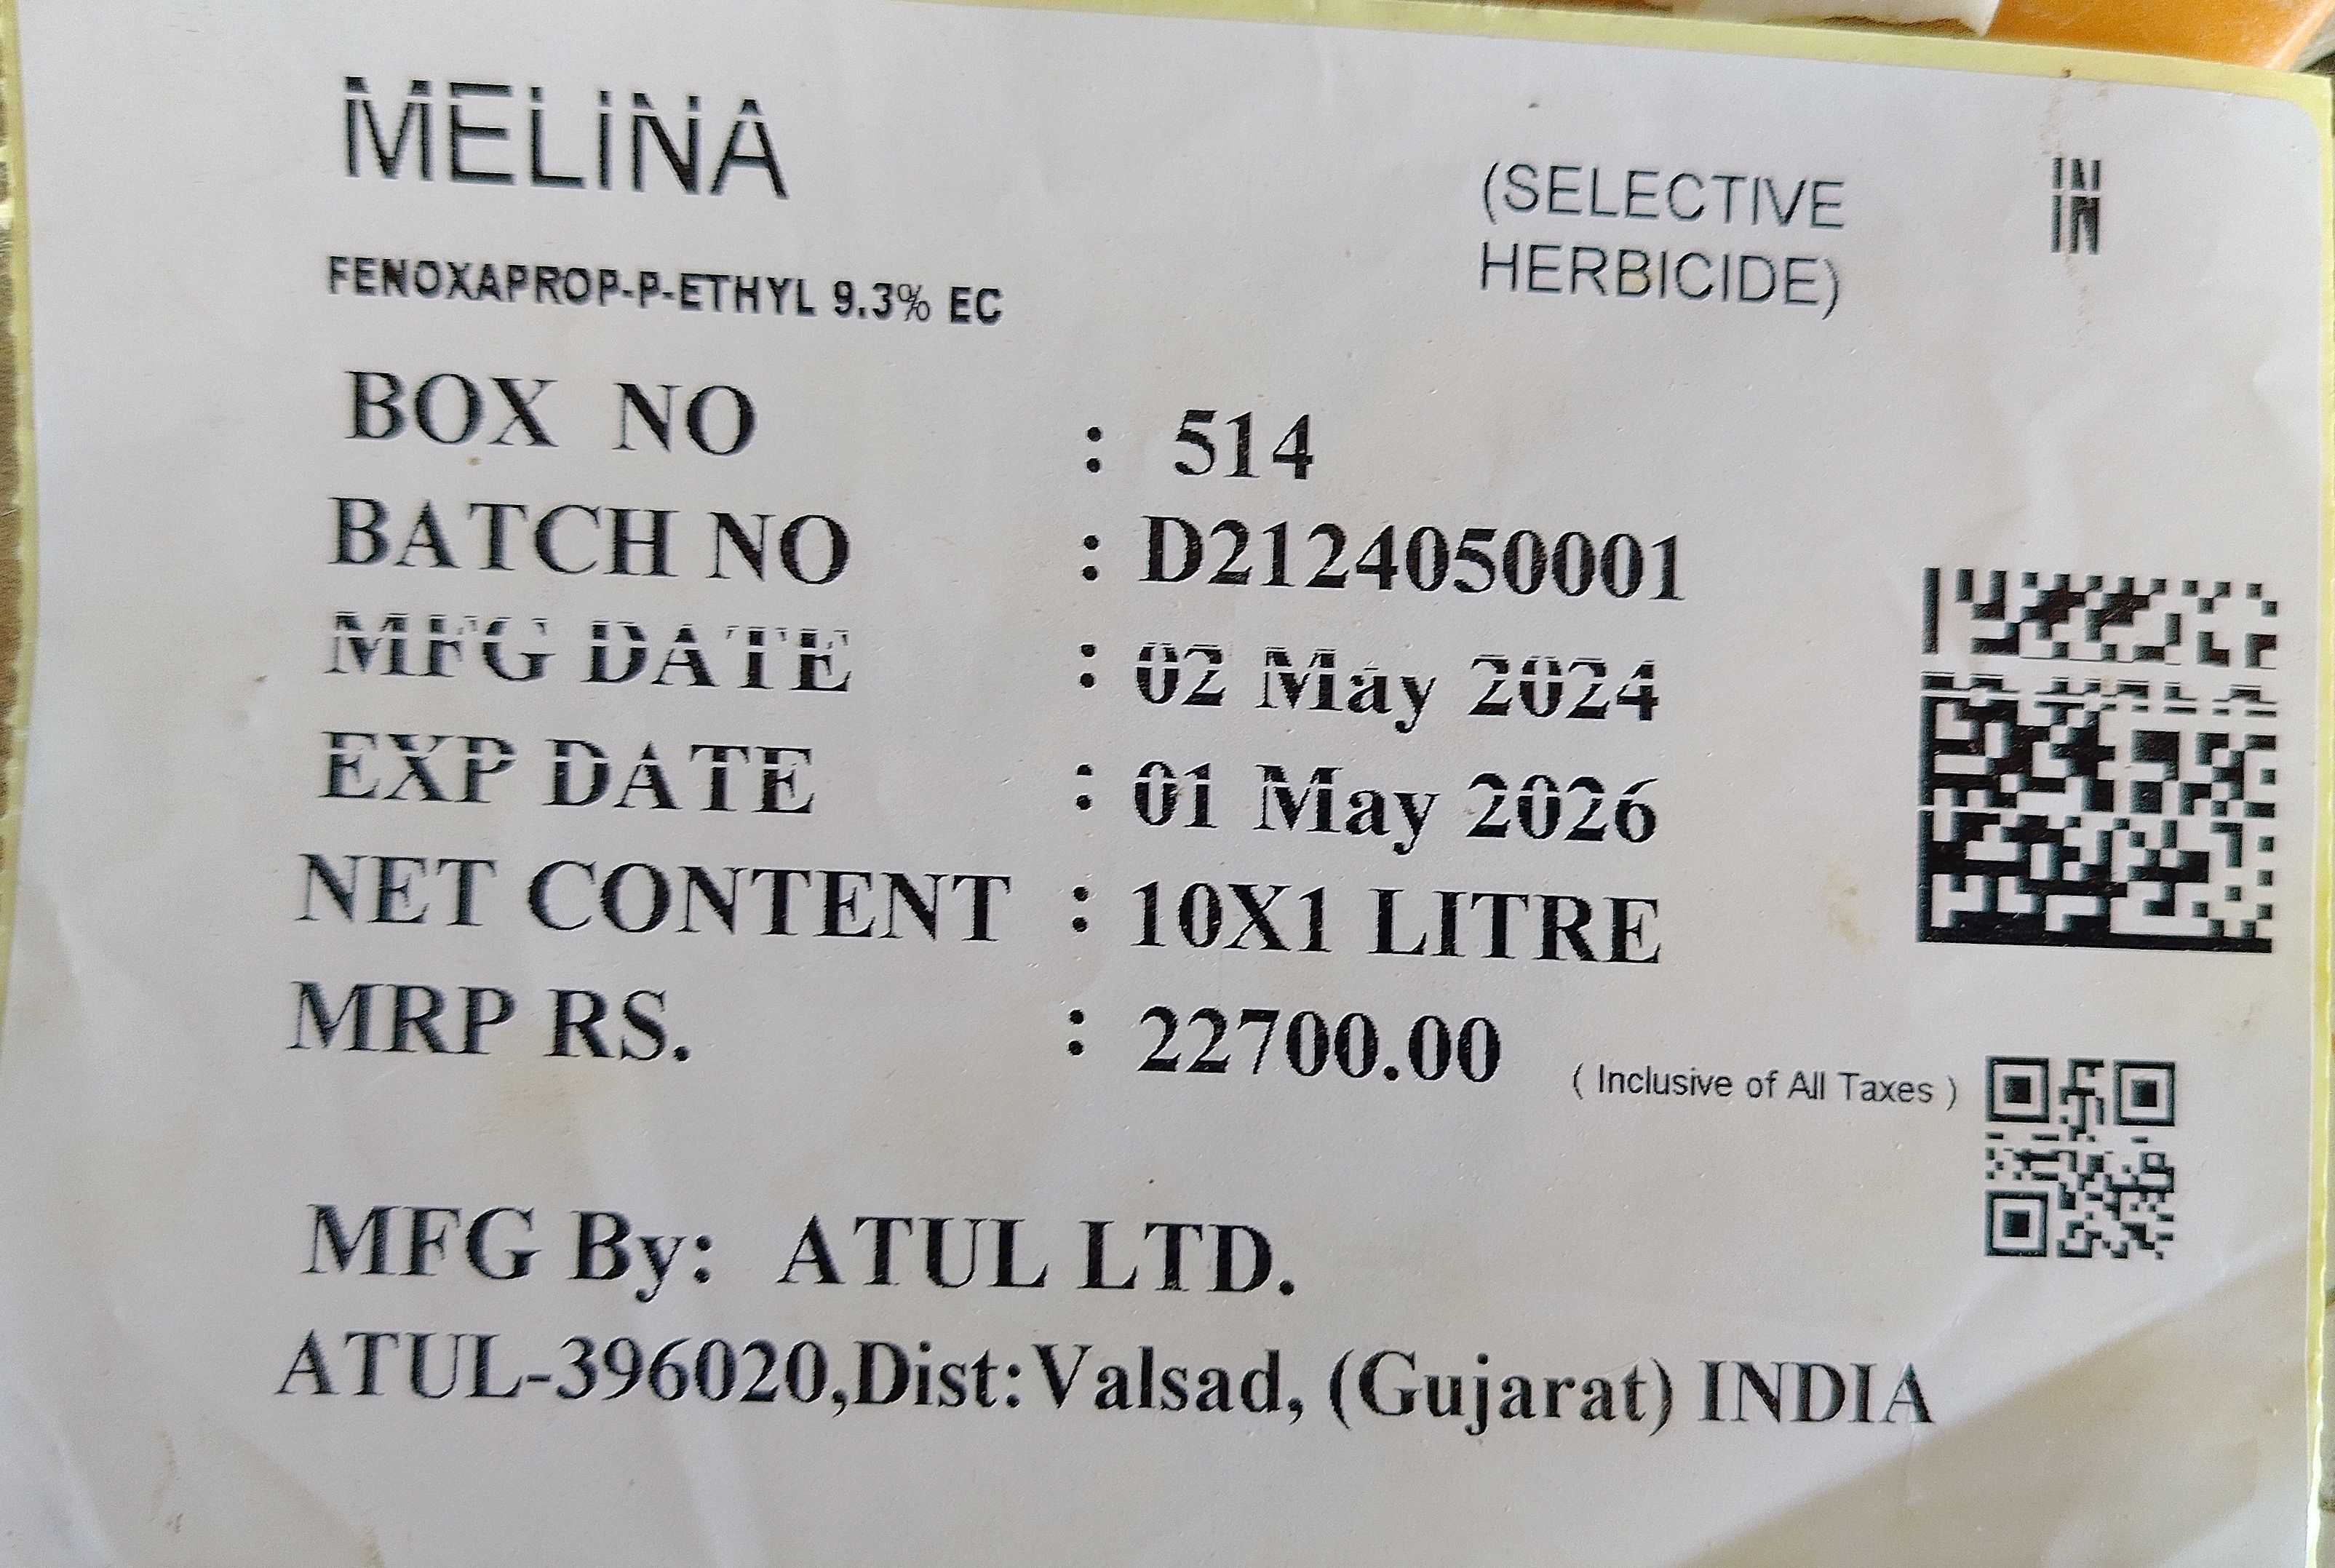 MELINA
(SELECTIVE
HERBICIDE)
IN
IN
FENOXAPROP-P-ETHYL 9.3% EC
BOX NO : 514
BATCH NO : D2124050001
MFG DATE : 02 May 2024
EXP DATE : 01 May 2026
NET CONTENT : 10X1 LITRE
MRP RS. : 22700.00 ( Inclusive of All Taxes )
MFG By: ATUL LTD.
ATUL-396020,Dist:Valsad, (Gujarat) INDIA